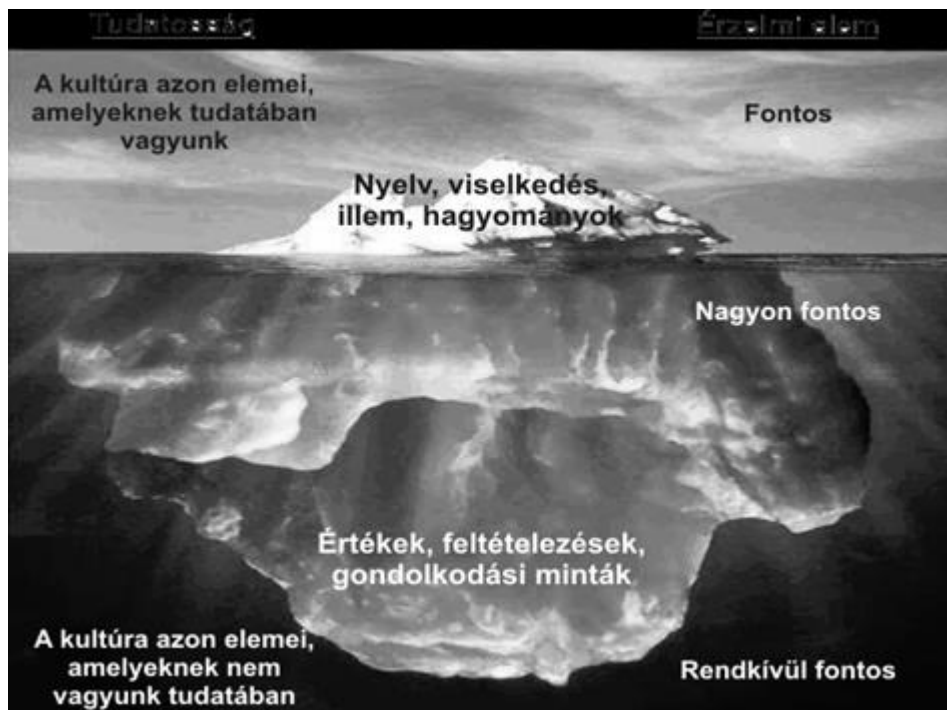 Tudatosság
Érzelmi elem
A kultúra azon elemei,
amelyeknek tudatában
vagyunk
Fontos
Nyelv, viselkedés,
illem, hagyományok
Nagyon fontos
Értékek, feltételezések,
gondolkodási minták
A kultúra azon elemei,
amelyeknek nem
vagyunk tudatában
Rendkívül fontos